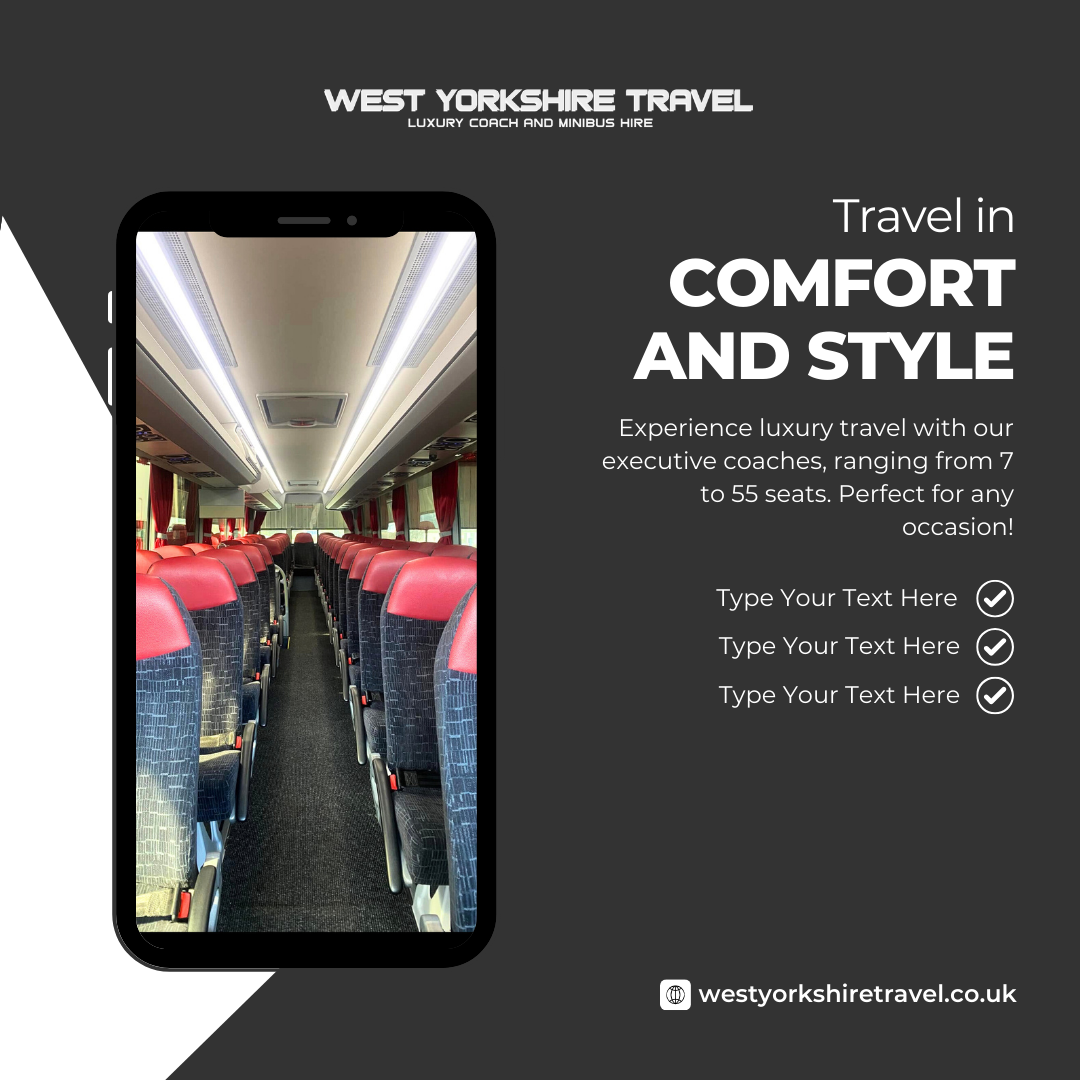 WEST YORKSHIRE TRAVEL
LUXURY COACH AND MINIBUS HIRE
Travel in
COMFORT
AND STYLE
Experience luxury travel with our
executive coaches, ranging from 7
to 55 seats. Perfect for any
occasion!
Type Your Text Here
Type Your Text Here
Type Your Text Here
westyorkshiretravel.co.uk